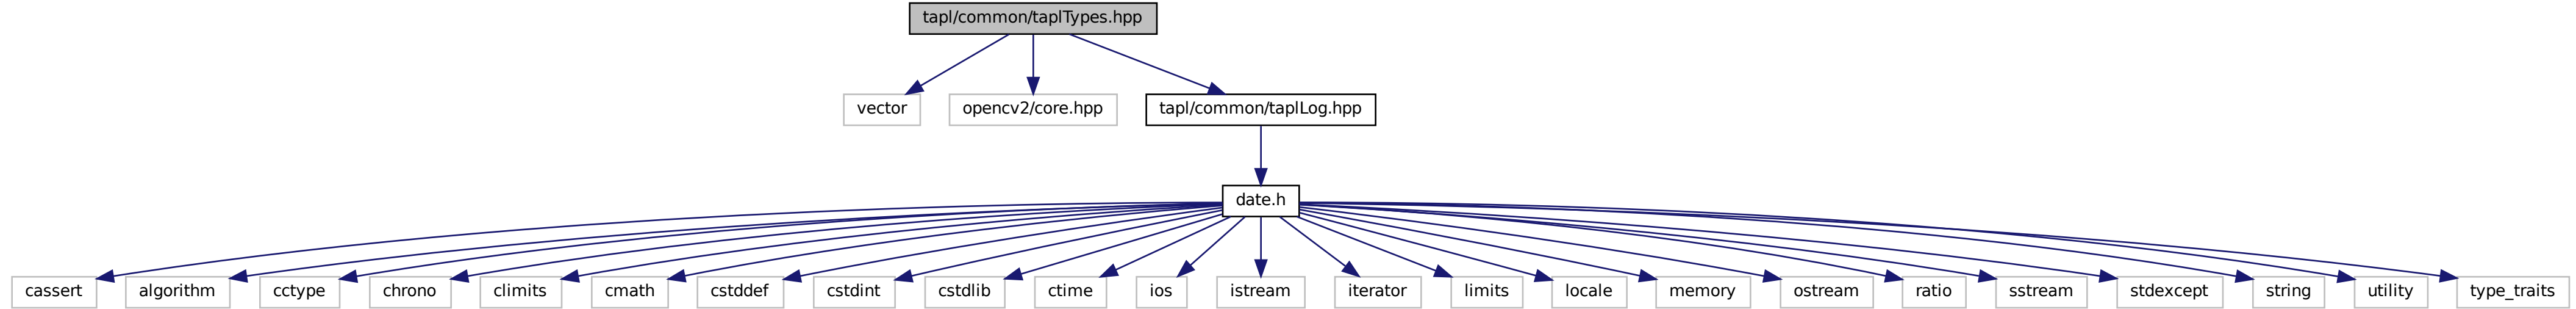 tapl/common/taplTypes.hpp
vector
opencv2/core.hpp
tapl/common/taplLog.hpp
date.h
cassert
algorithm
cctype
chrono
climits
cmath
cstddef
cstdint
cstdlib
ctime
ios
istream
iterator
limits
locale
memory
ostream
ratio
sstream
stdexcept
string
utility
type_traits